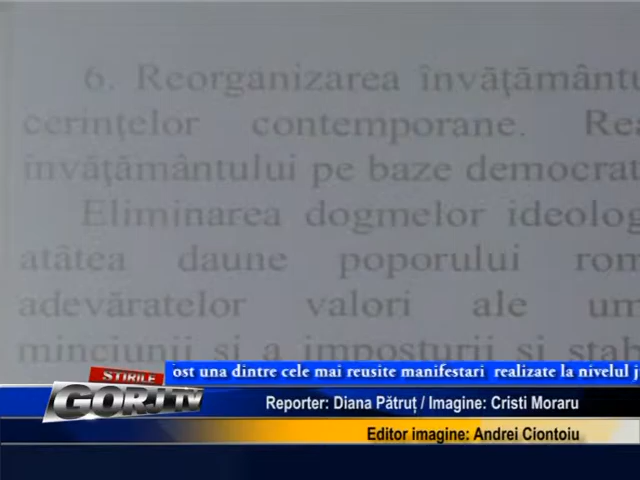 6. Reorganizarea învăţământu
cerinţelor contemporane. Rea
învăţământului pe baze democrat
Eliminarea dogmelor ideolog
atâtea daune poporului rom
adevăratelor valori ale um
minciunii şi a imposturii şi stab
ost una dintre cele mai reusite manifestari realizate la nivelul j
STIRILE
GORJ TV
Reporter: Diana Pătruţ / Imagine: Cristi Moraru
Editor imagine: Andrei Ciontoiu